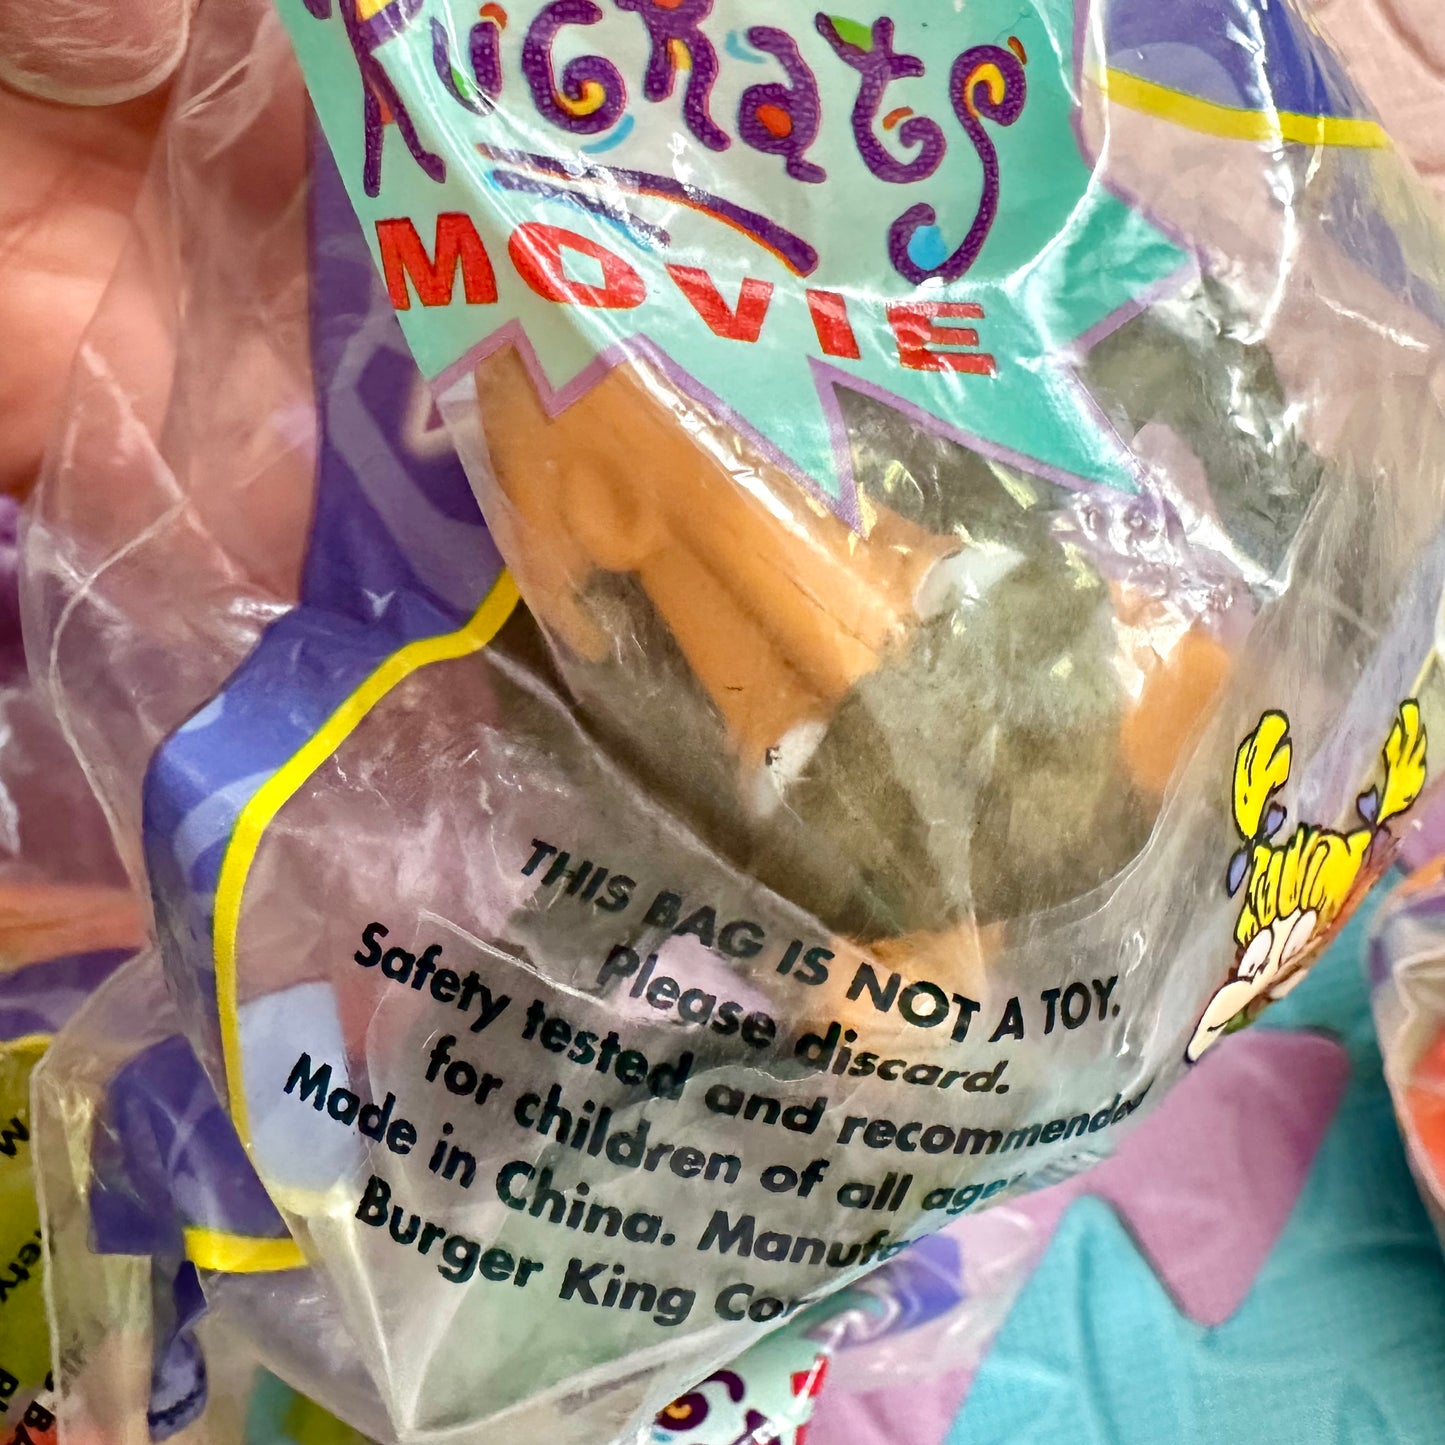 Rugrats
MOVIE
THIS BAG IS NOT A TOY.
Please discard.
Safety tested and recommended
for children of all ages
Made in China.
Burger King